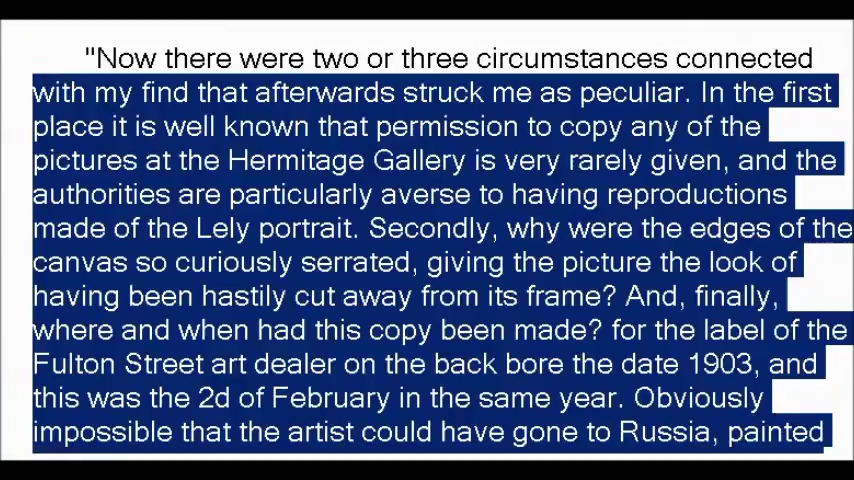 "Now there were two or three circumstances connected
with my find that afterwards struck me as peculiar. In the first
place it is well known that permission to copy any of the
pictures at the Hermitage Gallery is very rarely given, and the
authorities are particularly averse to having reproductions
made of the Lely portrait. Secondly, why were the edges of the
canvas so curiously serrated, giving the picture the look of
having been hastily cut away from its frame? And, finally,
where and when had this copy been made? for the label of the
Fulton Street art dealer on the back bore the date 1903, and
this was the 2d of February in the same year. Obviously
impossible that the artist could have gone to Russia, painted